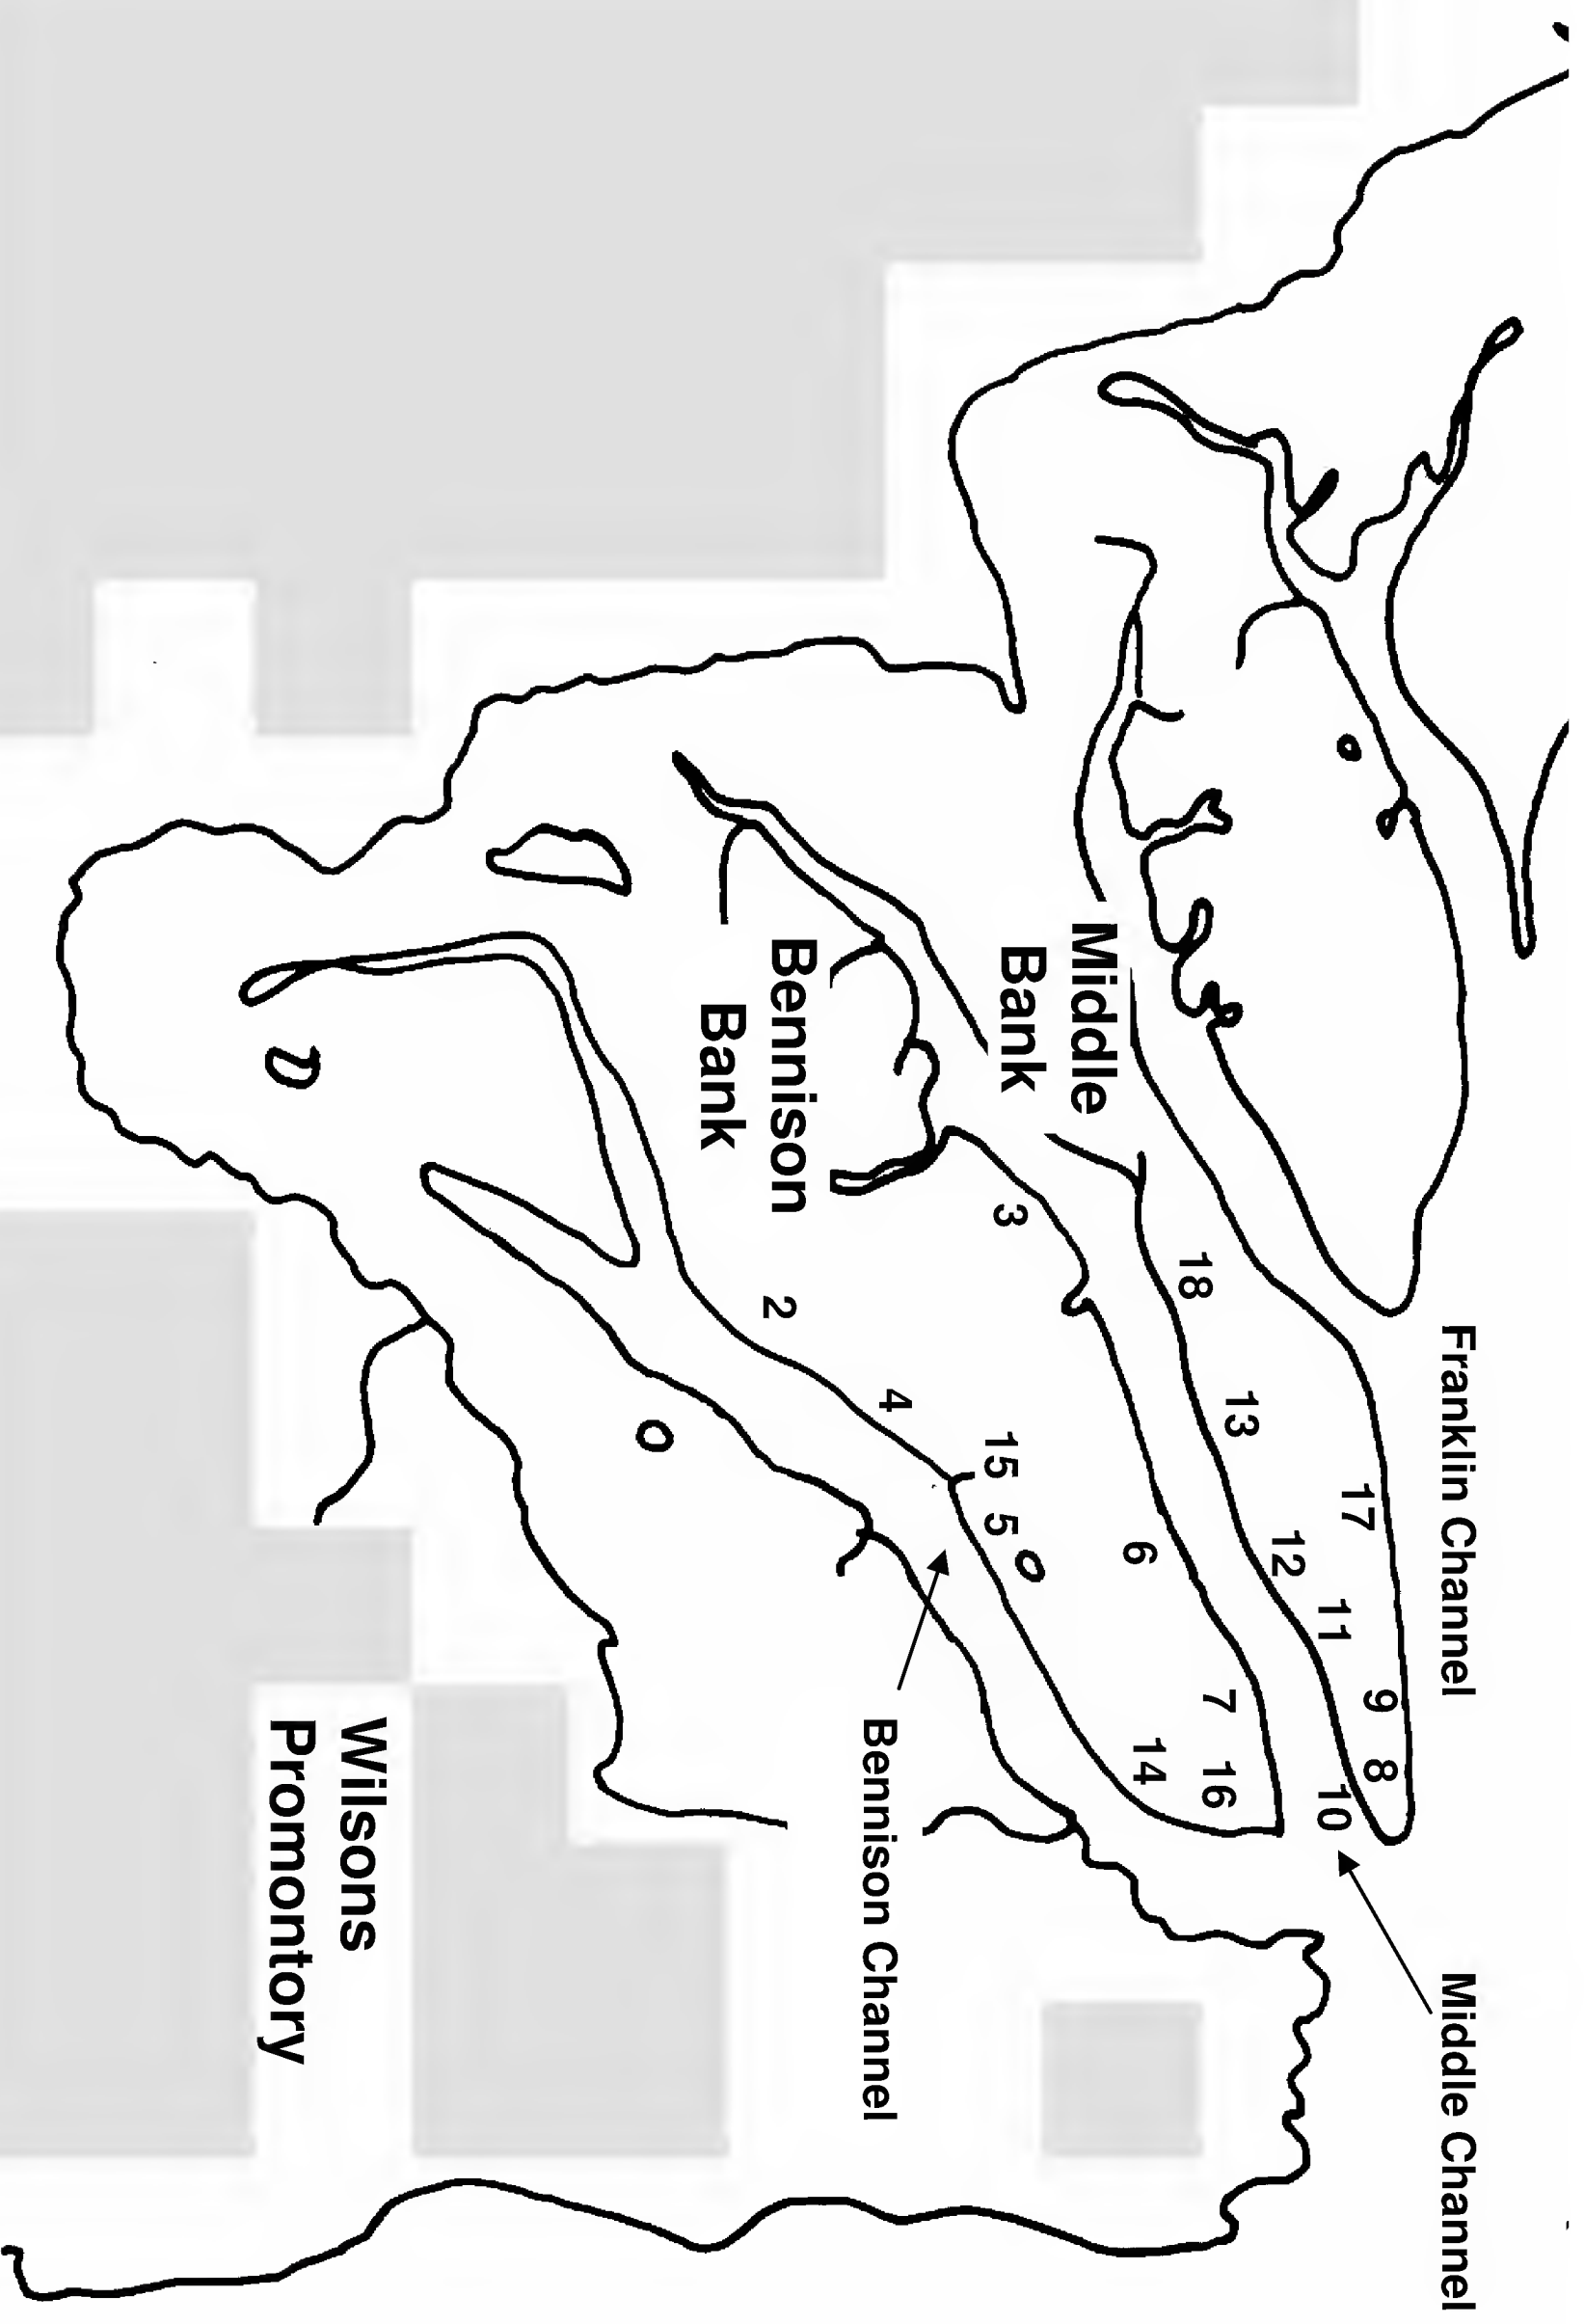 Franklin Channel
Middle Channel
17
9
8
11
10
12
13
18
7
16
6
14
3
Middle
Bank
15
5
4
2
Bennison
Bank
Bennison Channel
Wilsons
Promontory